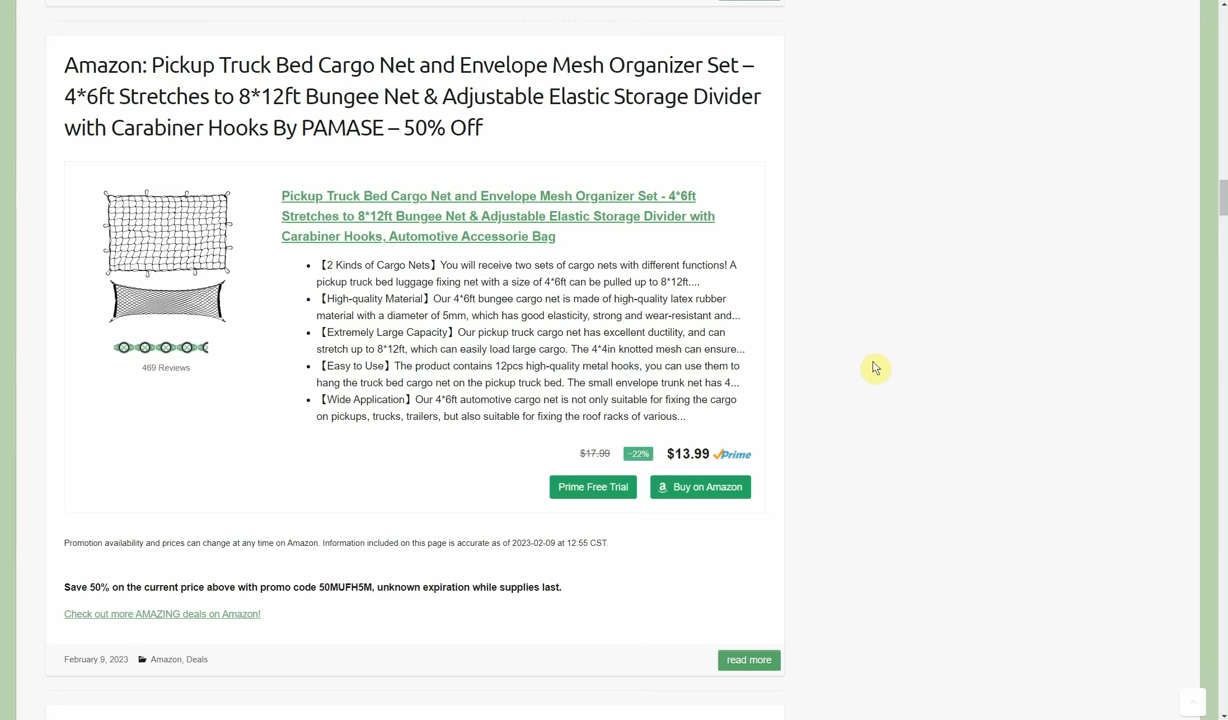 Amazon: Pickup Truck Bed Cargo Net and Envelope Mesh Organizer Set –
4*6ft Stretches to 8*12ft Bungee Net & Adjustable Elastic Storage Divider
with Carabiner Hooks By PAMASE – 50% Off
Pickup Truck Bed Cargo Net and Envelope Mesh Organizer Set - 4*6ft
Stretches to 8*12ft Bungee Net & Adjustable Elastic Storage Divider with
Carabiner Hooks, Automotive Accessorie Bag
469 Reviews
• 【2 Kinds of Cargo Nets】You will receive two sets of cargo nets with different functions! A
pickup truck bed luggage fixing net with a size of 4*6ft can be pulled up to 8*12ft....
• 【High-quality Material】Our 4*6ft bungee cargo net is made of high-quality latex rubber
material with a diameter of 5mm, which has good elasticity, strong and wear-resistant and...
• 【Extremely Large Capacity】Our pickup truck cargo net has excellent ductility, and can
stretch up to 8*12ft, which can easily load large cargo. The 4*4in knotted mesh can ensure...
• 【Easy to Use】The product contains 12pcs high-quality metal hooks, you can use them to
hang the truck bed cargo net on the pickup truck bed. The small envelope trunk net has 4...
• 【Wide Application】Our 4*6ft automotive cargo net is not only suitable for fixing the cargo
on pickups, trucks, trailers, but also suitable for fixing the roof racks of various...
$17.99 −22% $13.99 Prime
Prime Free Trial Buy on Amazon
Promotion availability and prices can change at any time on Amazon. Information included on this page is accurate as of 2023-02-09 at 12:55 CST.
Save 50% on the current price above with promo code 50MUFH5M, unknown expiration while supplies last.
Check out more AMAZING deals on Amazon!
February 9, 2023 Amazon, Deals read more